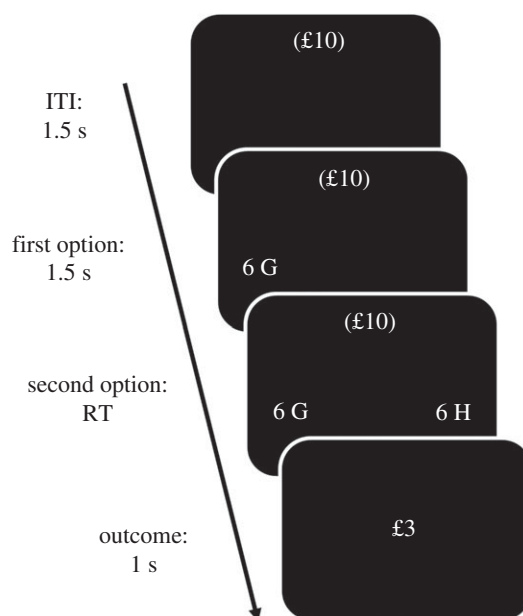 (£10)
ITI:
1.5 s
(£10)
first option:
1.5 s
6 G
(£10)
second option:
RT
6 G 6 H
outcome:
1 s
£3